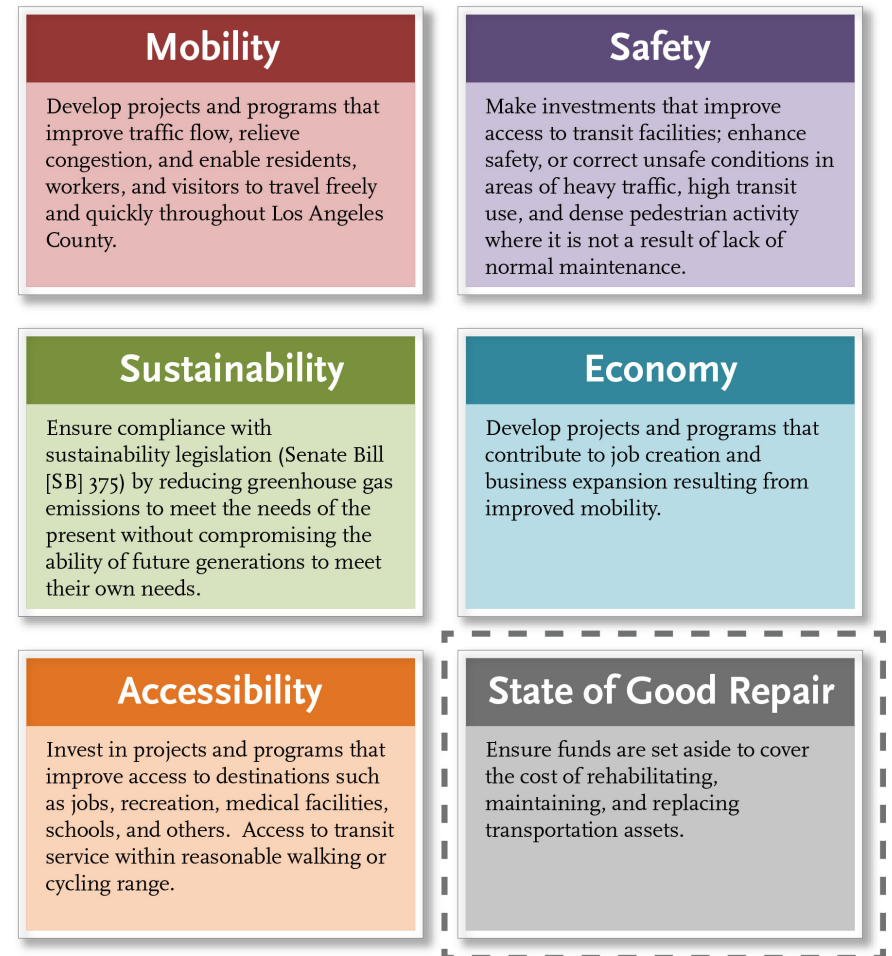 Mobility
Develop projects and programs that
improve traffic flow, relieve
congestion, and enable residents,
workers, and visitors to travel freely
and quickly throughout Los Angeles
County.
Safety
Make investments that improve
access to transit facilities; enhance
safety, or correct unsafe conditions in
areas of heavy traffic, high transit
use, and dense pedestrian activity
where it is not a result of lack of
normal maintenance.
Sustainability
Ensure compliance with
sustainability legislation (Senate Bill
[SB] 375) by reducing greenhouse gas
emissions to meet the needs of the
present without compromising the
ability of future generations to meet
their own needs.
Economy
Develop projects and programs that
contribute to job creation and
business expansion resulting from
improved mobility.
Accessibility
Invest in projects and programs that
improve access to destinations such
as jobs, recreation, medical facilities,
schools, and others.  Access to transit
service within reasonable walking or
cycling range.
State of Good Repair
Ensure funds are set aside to cover
the cost of rehabilitating,
maintaining, and replacing
transportation assets.